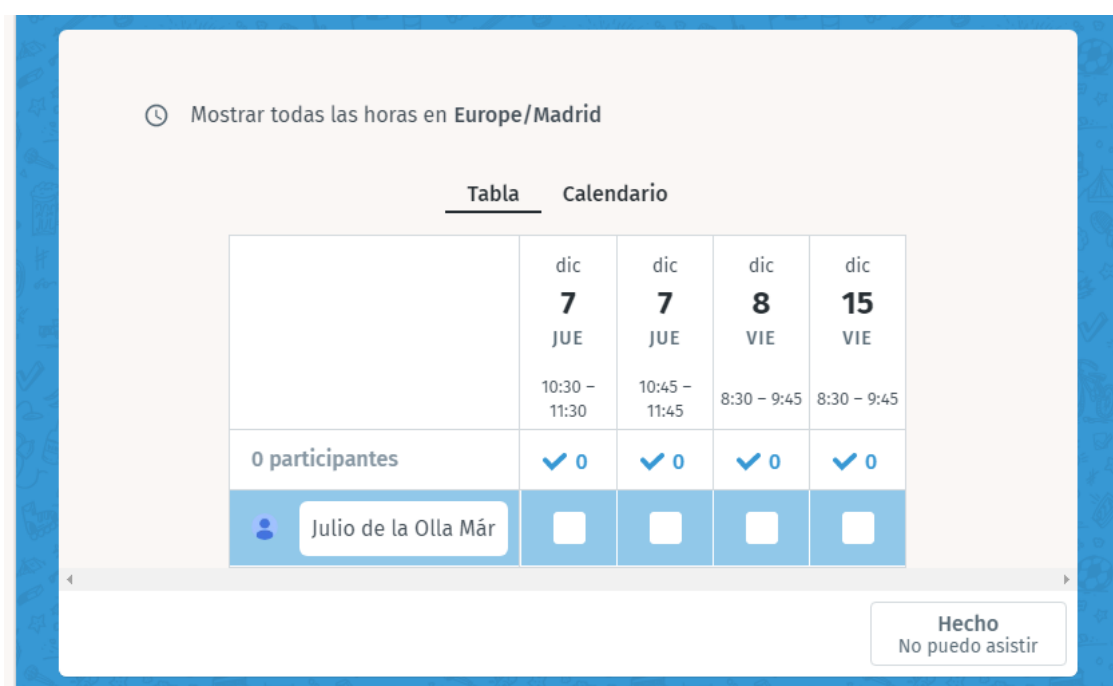 Mostrar todas las horas en Europe/Madrid
Tabla Calendario
dic dic dic dic
7 7 8 15
JUE JUE VIE VIE
10:30 – 11:30 10:45 – 11:45 8:30 – 9:45 8:30 – 9:45
0 participantes 0 0 0 0
Julio de la Olla Már
Hecho
No puedo asistir